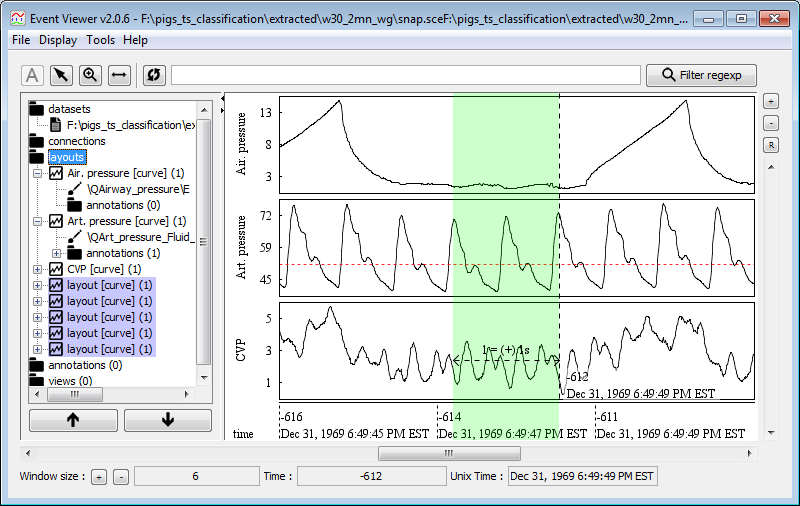 Event Viewer v2.0.6 - F:\pigs_ts_classification\extracted\w30_2mn_wg\snap.sceF:\pigs_ts_classification\extracted\w30_2mn_...
File Display Tools Help
A Filter regexp
datasets
F:\pigs_ts_classification\ex
connections
layouts
Air. pressure [curve] (1)
\QAirway_pressure\E
annotations (0)
Art. pressure [curve] (1)
\QArt_pressure_Fluid_
annotations (1)
CVP [curve] (1)
layout [curve] (1)
layout [curve] (1)
layout [curve] (1)
layout [curve] (1)
layout [curve] (1)
annotations (0)
views (0)
Air. pressure
13
8
3
Art. pressure
72
59
45
CVP
5
3
1
(+) 1s
-612
Dec 31, 1969 6:49:49 PM EST
-616 -614 -611
time Dec 31, 1969 6:49:45 PM EST Dec 31, 1969 6:49:47 PM EST Dec 31, 1969 6:49:49 PM EST
+
-
R
Window size : + - 6 Time : -612 Unix Time : Dec 31, 1969 6:49:49 PM EST